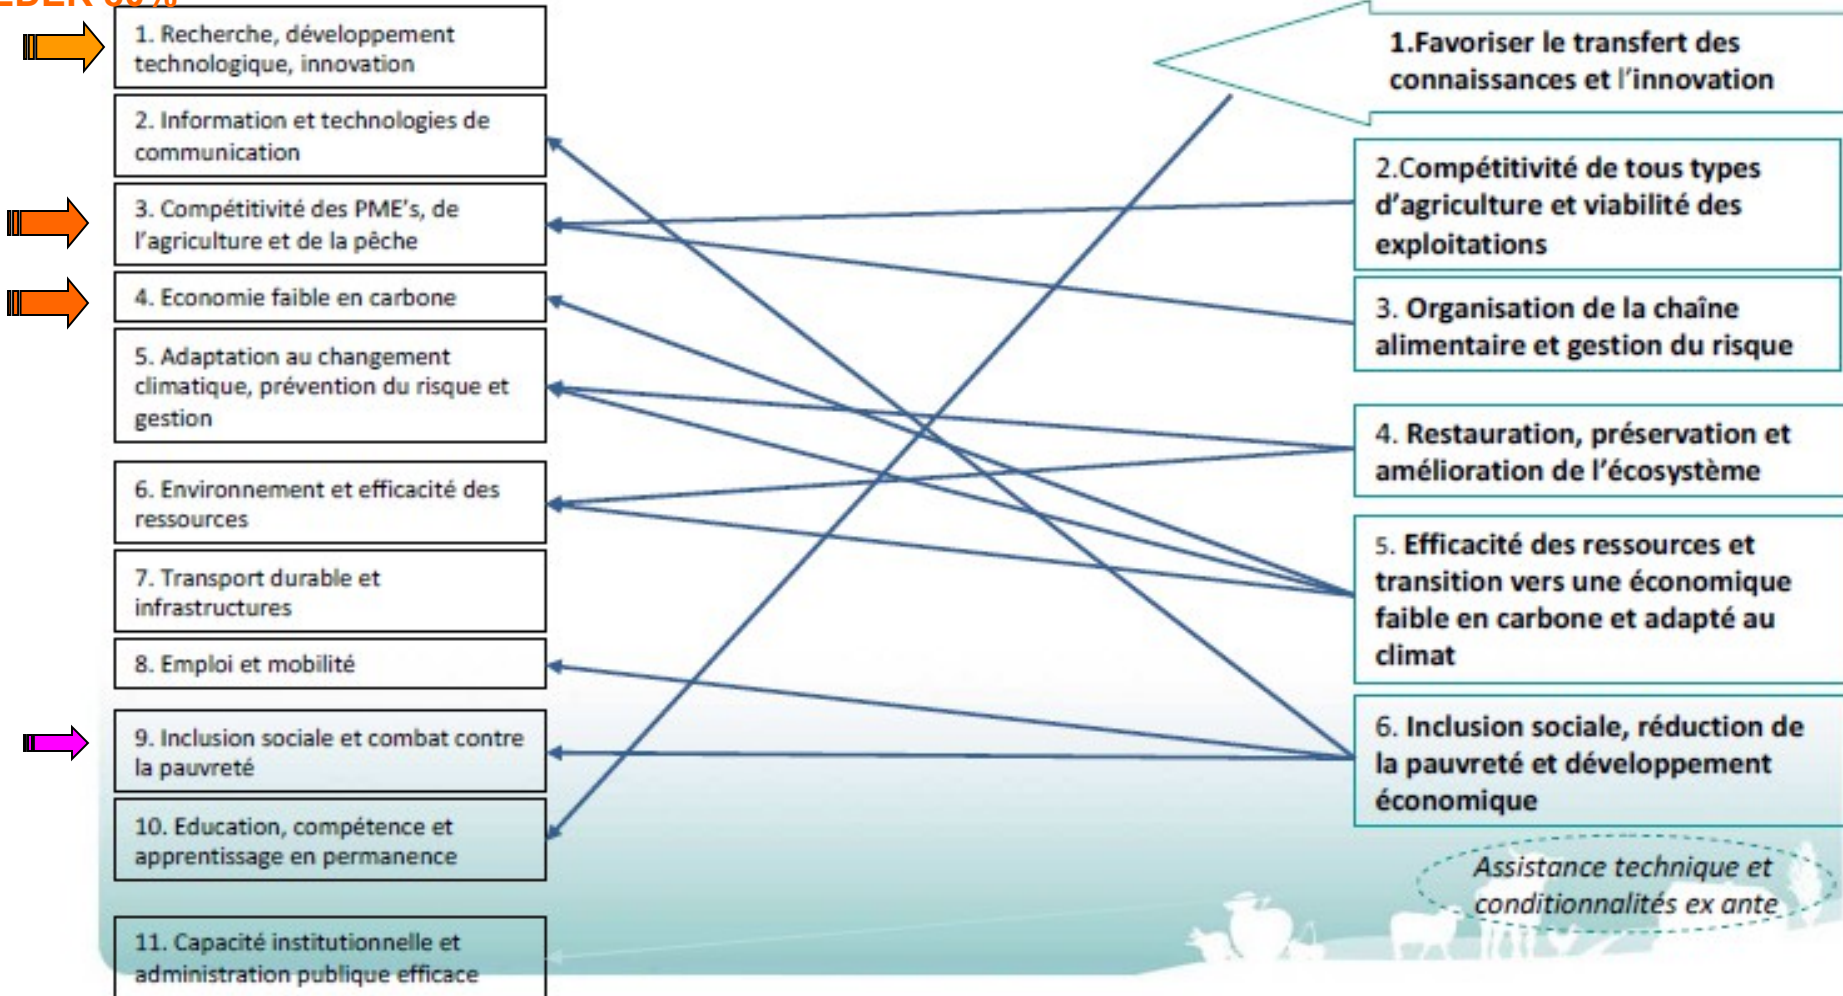 1. Recherche, développement
technologique, innovation
2. Information et technologies de
communication
3. Compétitivité des PME's, de
l'agriculture et de la pêche
4. Economie faible en carbone
5. Adaptation au changement
climatique, prévention du risque et
gestion
6. Environnement et efficacité des
ressources
7. Transport durable et
infrastructures
8. Emploi et mobilité
9. Inclusion sociale et combat contre
la pauvreté
10. Education, compétence et
apprentissage en permanence
11. Capacité institutionnelle et
administration publique efficace
1.Favoriser le transfert des
connaissances et l'innovation
2.Compétitivité de tous types
d'agriculture et viabilité des
exploitations
3. Organisation de la chaîne
alimentaire et gestion du risque
4. Restauration, préservation et
amélioration de l'écosystème
5. Efficacité des ressources et
transition vers une économique
faible en carbone et adapté au
climat
6. Inclusion sociale, réduction de
la pauvreté et développement
économique
Assistance technique et
conditionnalités ex ante